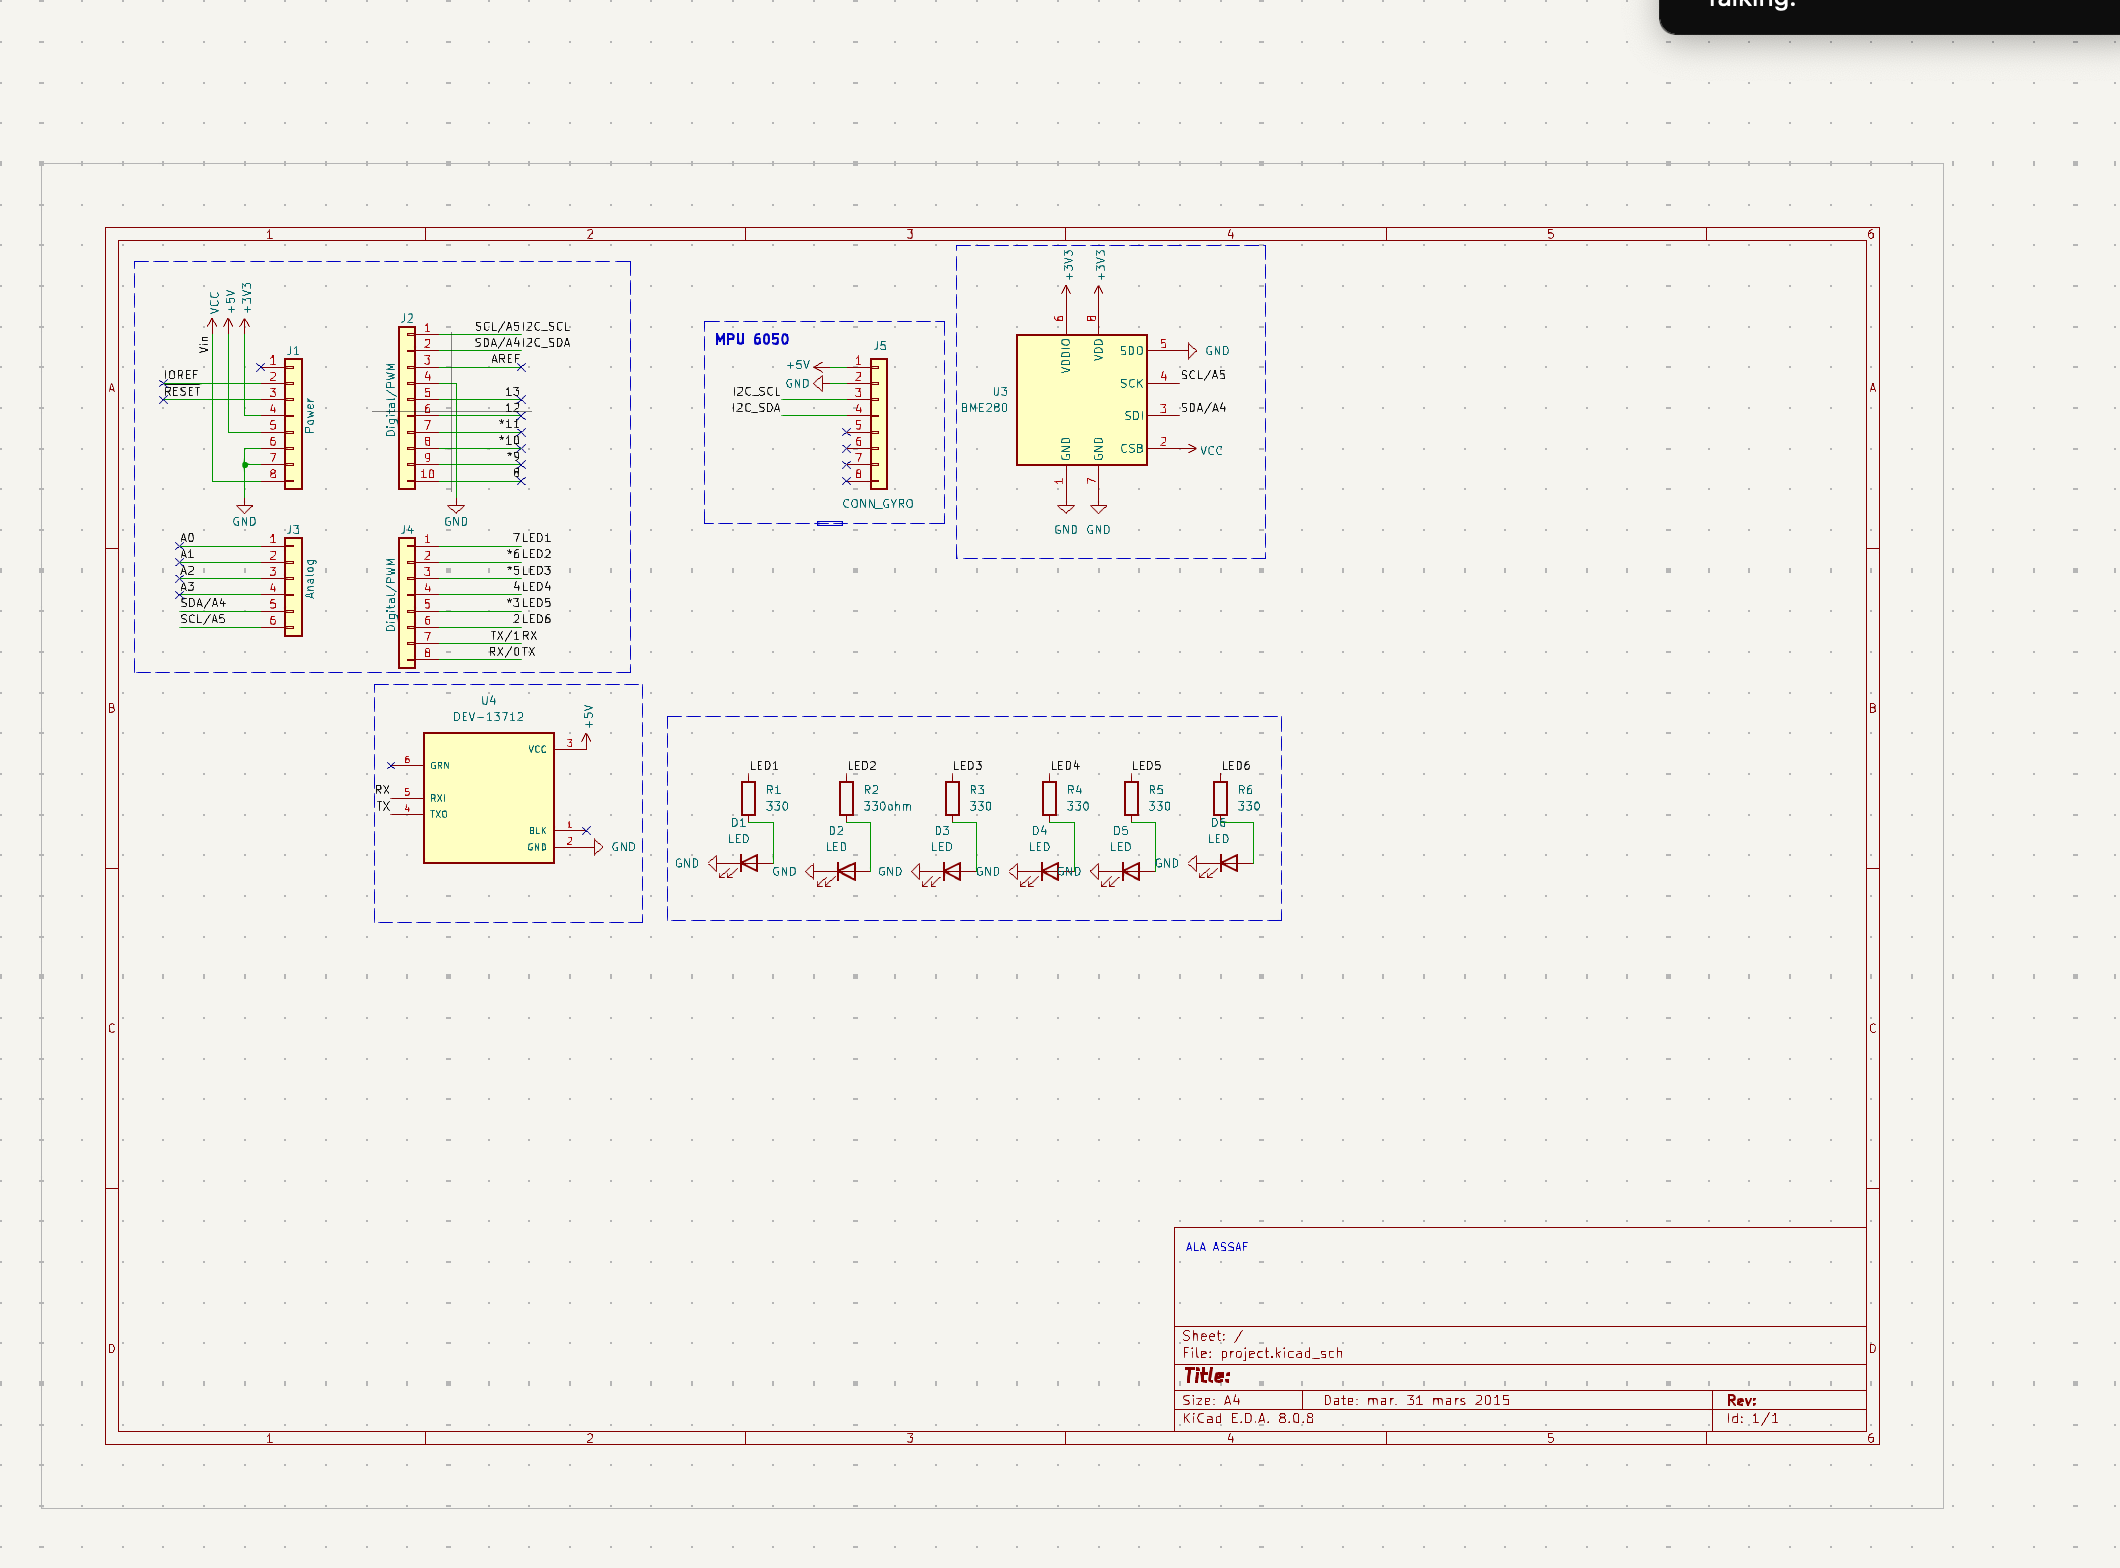 Talking.
1 2 3 4 5 6
VCC
+5V
+3V3
Vin
J1
1
IOREF
2
RESET
3
4
5
6
7
8
Power
GND
J2
1 SCL/A5 I2C_SCL
2 SDA/A4 I2C_SDA
3 AREF
4
5 13
6 12
7 *11
8 *10
9 *9
10 8
Digital/PWM
GND
J3
A0 1
A1 2
A2 3
A3 4
SDA/A4 5
SCL/A5 6
Analog
J4
1 7 LED1
2 *6 LED2
3 *5 LED3
4 4 LED4
5 *3 LED5
6 2 LED6
7 TX/1 RX
8 RX/0 TX
Digital/PWM
MPU 6050
J5
+5V 1
GND 2
I2C_SCL 3
I2C_SDA 4
5
6
7
8
CONN_GYRO
+3V3 +3V3
6 8
VDDIO VDD
U3
BME280
SDO 5 GND
SCK 4 SCL/A5
SDI 3 SDA/A4
CSB 2 VCC
GND GND
1 7
GND GND
U4
DEV-13712
+5V
VCC 3
6 GRN
RX 5 RXI
TX 4 TXO
BLK 1
GND 2 GND
LED1 LED2 LED3 LED4 LED5 LED6
R1 R2 R3 R4 R5 R6
330 330ohm 330 330 330 330
D1 D2 D3 D4 D5 D6
LED LED LED LED LED LED
GND GND GND GND GND GND
A A
B B
C C
D D
ALA ASSAF
Sheet: /
File: project.kicad_sch
Title:
Size: A4 Date: mar. 31 mars 2015 Rev:
KiCad E.D.A. 8.0.8 Id: 1/1
1 2 3 4 5 6